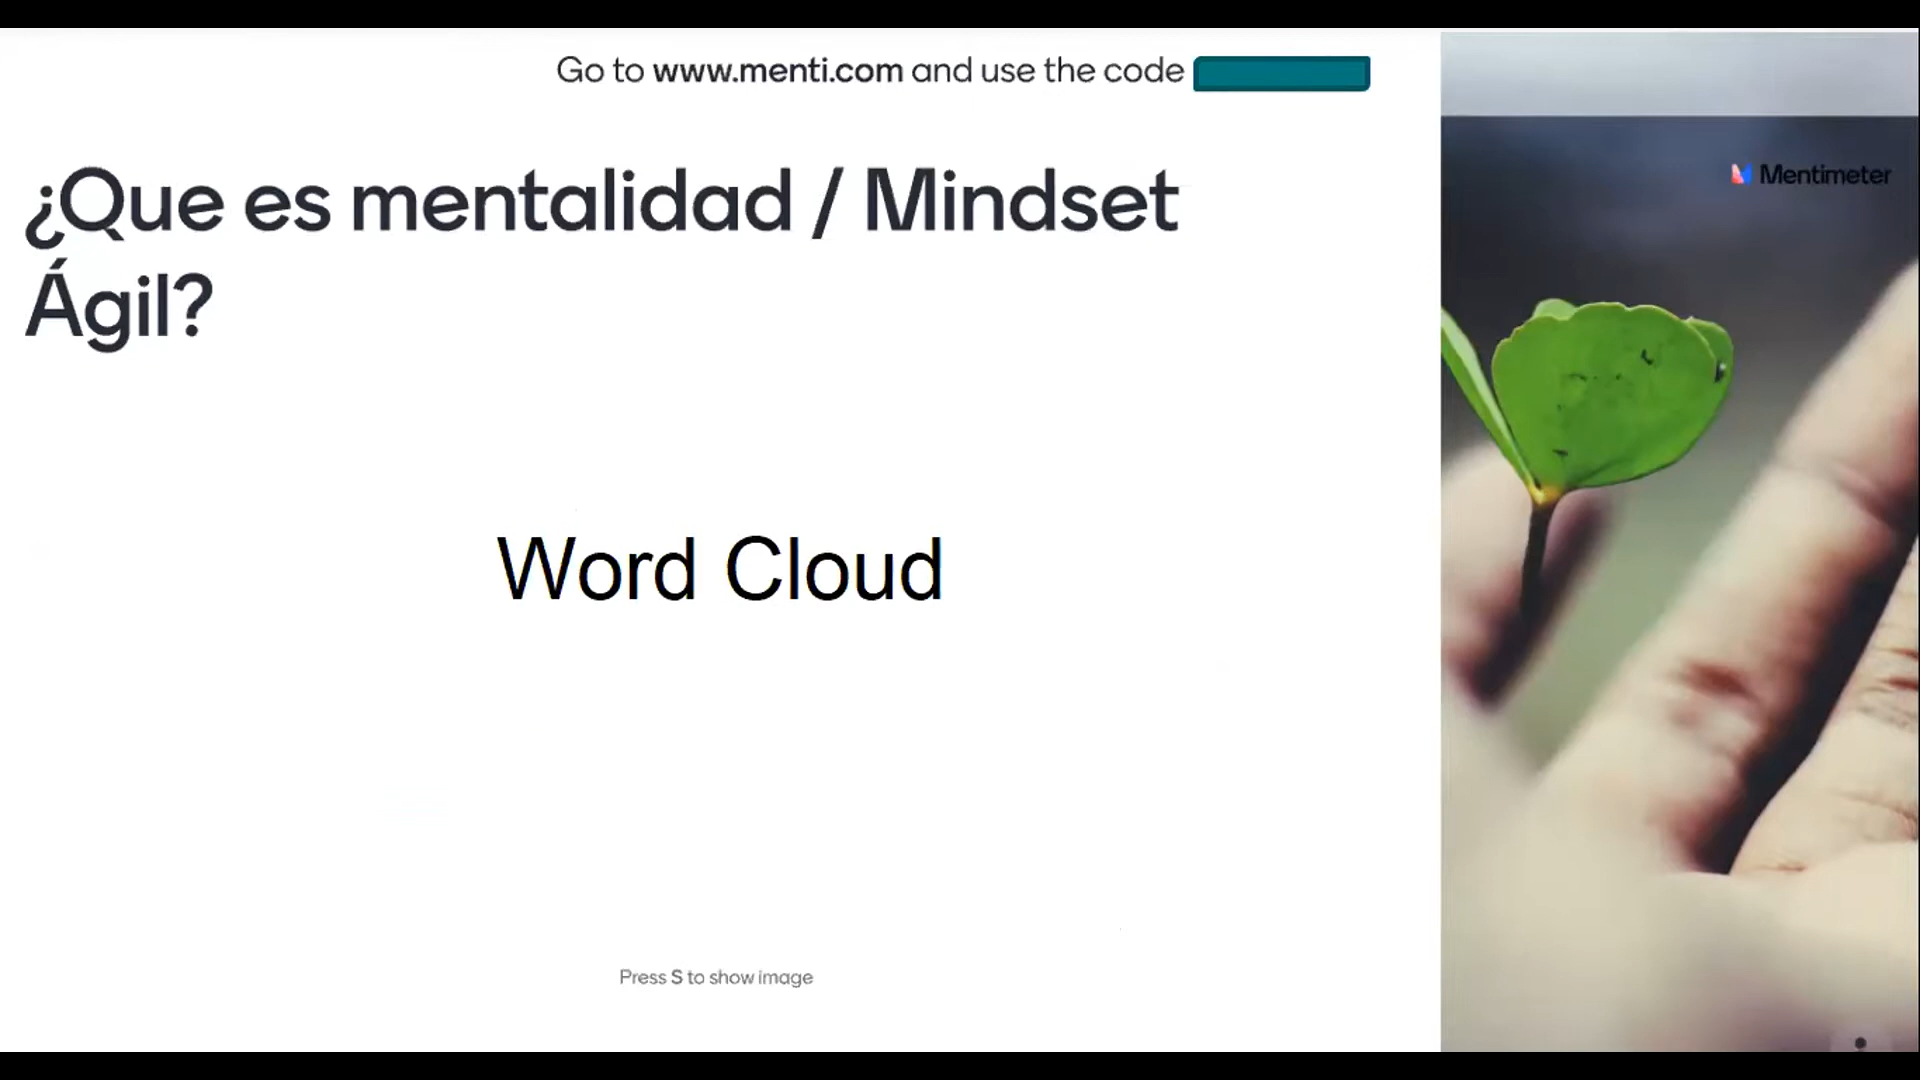 Go to www.menti.com and use the code
Mentimeter
¿Que es mentalidad / Mindset
Ágil?
Word Cloud
Press S to show image